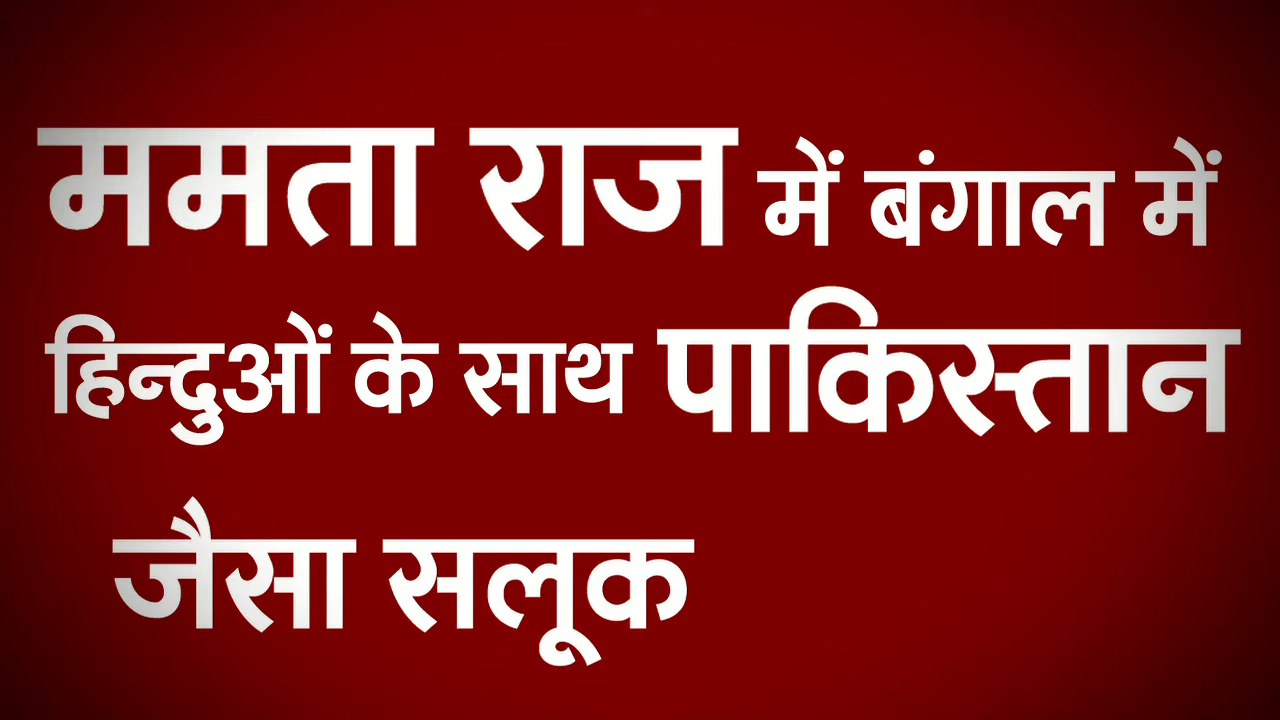 ममता राज में बंगाल में
हिन्दुओं के साथ पाकिस्तान
जैसा सलूक